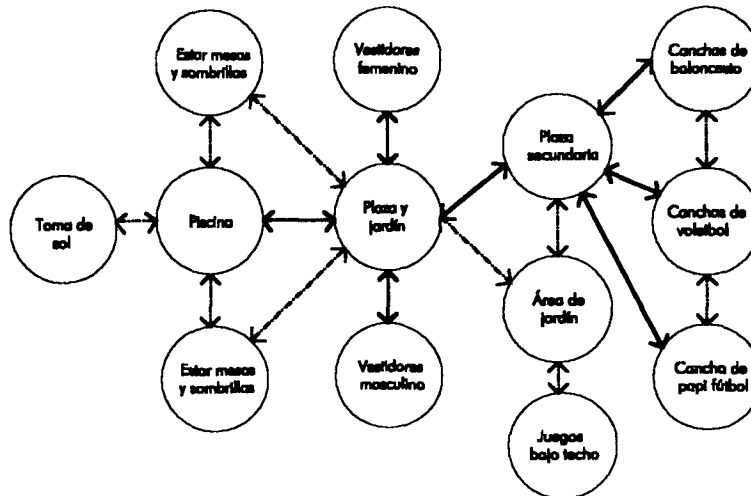 Estar mesas
y sombrillas
Vestidores
femenino
Canchas de
baloncesto
Plaza
secundaria
Toma de
sol
Piscina
Plaza y
jardín
Canchas de
voleibol
Área de
jardín
Estar mesas
y sombrillas
Vestidores
masculino
Cancha de
papi fútbol
Juegos
bajo techo